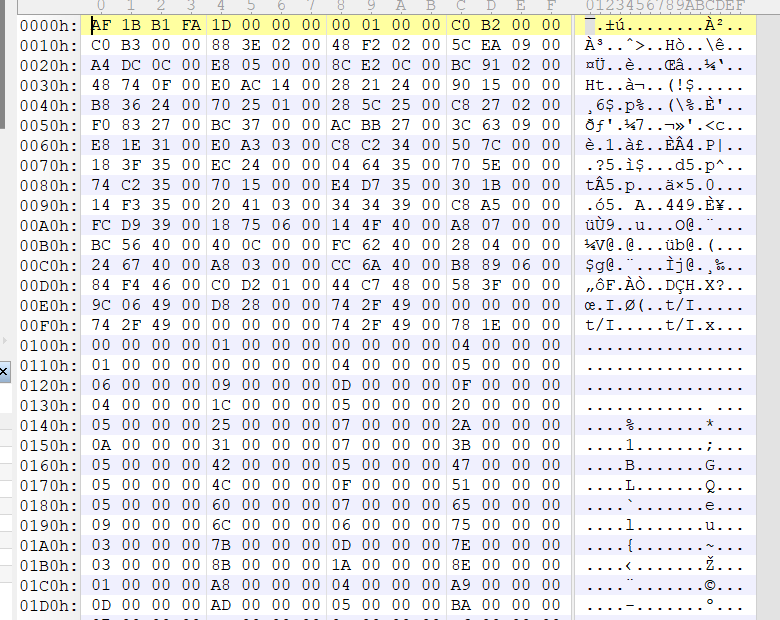 0 1 2 3 4 5 6 7 8 9 A B C D E F 0123456789ABCDEF
0000h: AF 1B B1 FA 1D 00 00 00 00 01 00 00 C0 B2 00 00 ¯.±ú........À²..
0010h: C0 B3 00 00 88 3E 02 00 48 F2 02 00 5C EA 09 00 À³..ˆ>..Hò..\ê..
0020h: A4 DC 0C 00 E8 05 00 00 8C E2 0C 00 BC 91 02 00 ¤Ü..è...Œâ..¼‘..
0030h: 48 74 0F 00 E0 AC 14 00 28 21 24 00 90 15 00 00 Ht..à¬..(!$.....
0040h: B8 36 24 00 70 25 01 00 28 5C 25 00 C8 27 02 00 ¸6$.p%..(\%.È'..
0050h: F0 83 27 00 BC 37 00 00 AC BB 27 00 3C 63 09 00 ðƒ'.¼7..¬»'.<c..
0060h: E8 1E 31 00 E0 A3 03 00 C8 C2 34 00 50 7C 00 00 è.1.à£..ÈÂ4.P|..
0070h: 18 3F 35 00 EC 24 00 00 04 64 35 00 70 5E 00 00 .?5.ì$...d5.p^..
0080h: 74 C2 35 00 70 15 00 00 E4 D7 35 00 30 1B 00 00 tÂ5.p...ä×5.0...
0090h: 14 F3 35 00 20 41 03 00 34 34 39 00 C8 A5 00 00 .ó5. A..449.È¥..
00A0h: FC D9 39 00 18 75 06 00 14 4F 40 00 A8 07 00 00 üÙ9..u...O@.¨...
00B0h: BC 56 40 00 40 0C 00 00 FC 62 40 00 28 04 00 00 ¼V@.@...üb@.(...
00C0h: 24 67 40 00 A8 03 00 00 CC 6A 40 00 B8 89 06 00 $g@.¨...Ìj@.¸‰..
00D0h: 84 F4 46 00 C0 D2 01 00 44 C7 48 00 58 3F 00 00 „ôF.ÀÒ..DÇH.X?..
00E0h: 9C 06 49 00 D8 28 00 00 74 2F 49 00 00 00 00 00 œ.I.Ø(..t/I.....
00F0h: 74 2F 49 00 00 00 00 00 74 2F 49 00 78 1E 00 00 t/I.....t/I.x...
0100h: 00 00 00 00 01 00 00 00 00 00 00 00 04 00 00 00 ................
0110h: 01 00 00 00 00 00 00 00 04 00 00 00 05 00 00 00 ................
0120h: 06 00 00 00 09 00 00 00 0D 00 00 00 0F 00 00 00 ................
0130h: 04 00 00 00 1C 00 00 00 05 00 00 00 20 00 00 00 ............ ...
0140h: 05 00 00 00 25 00 00 00 07 00 00 00 2A 00 00 00 ....%.......*...
0150h: 0A 00 00 00 31 00 00 00 07 00 00 00 3B 00 00 00 ....1.......;...
0160h: 05 00 00 00 42 00 00 00 05 00 00 00 47 00 00 00 ....B.......G...
0170h: 05 00 00 00 4C 00 00 00 0F 00 00 00 51 00 00 00 ....L.......Q...
0180h: 05 00 00 00 60 00 00 00 07 00 00 00 65 00 00 00 ....`.......e...
0190h: 09 00 00 00 6C 00 00 00 06 00 00 00 75 00 00 00 ....l.......u...
01A0h: 03 00 00 00 7B 00 00 00 0D 00 00 00 7E 00 00 00 ....{.......~...
01B0h: 03 00 00 00 8B 00 00 00 1A 00 00 00 8E 00 00 00 ....‹.......Ž...
01C0h: 01 00 00 00 A8 00 00 00 04 00 00 00 A9 00 00 00 ....¨.......©...
01D0h: 0D 00 00 00 AD 00 00 00 05 00 00 00 BA 00 00 00 ....-.......º...